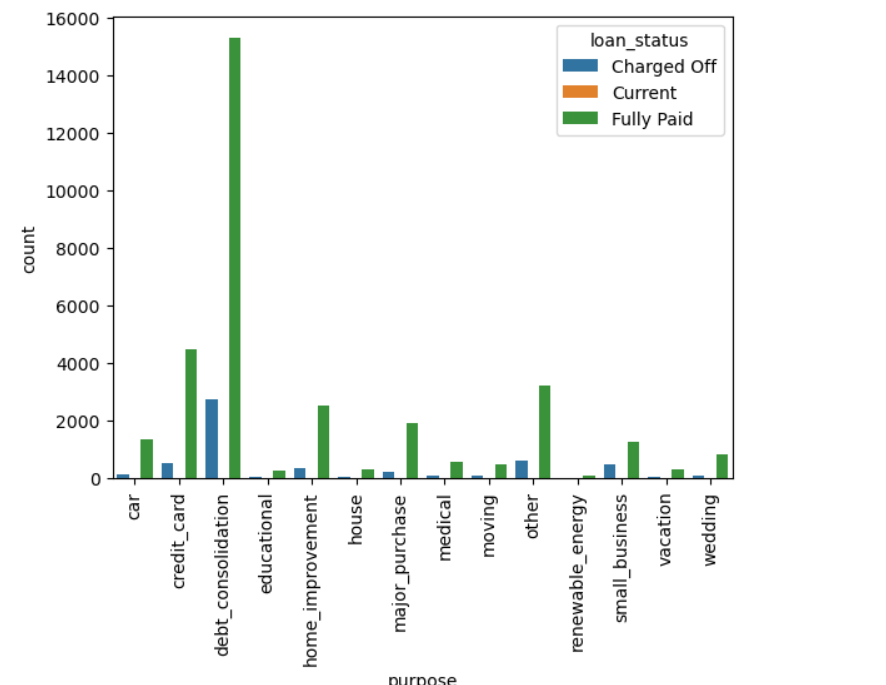 16000
14000
12000
10000
8000
6000
4000
2000
0
count
loan_status
Charged Off
Current
Fully Paid
car
credit_card
debt_consolidation
educational
home_improvement
house
major_purchase
medical
moving
other
renewable_energy
small_business
vacation
wedding
purpose